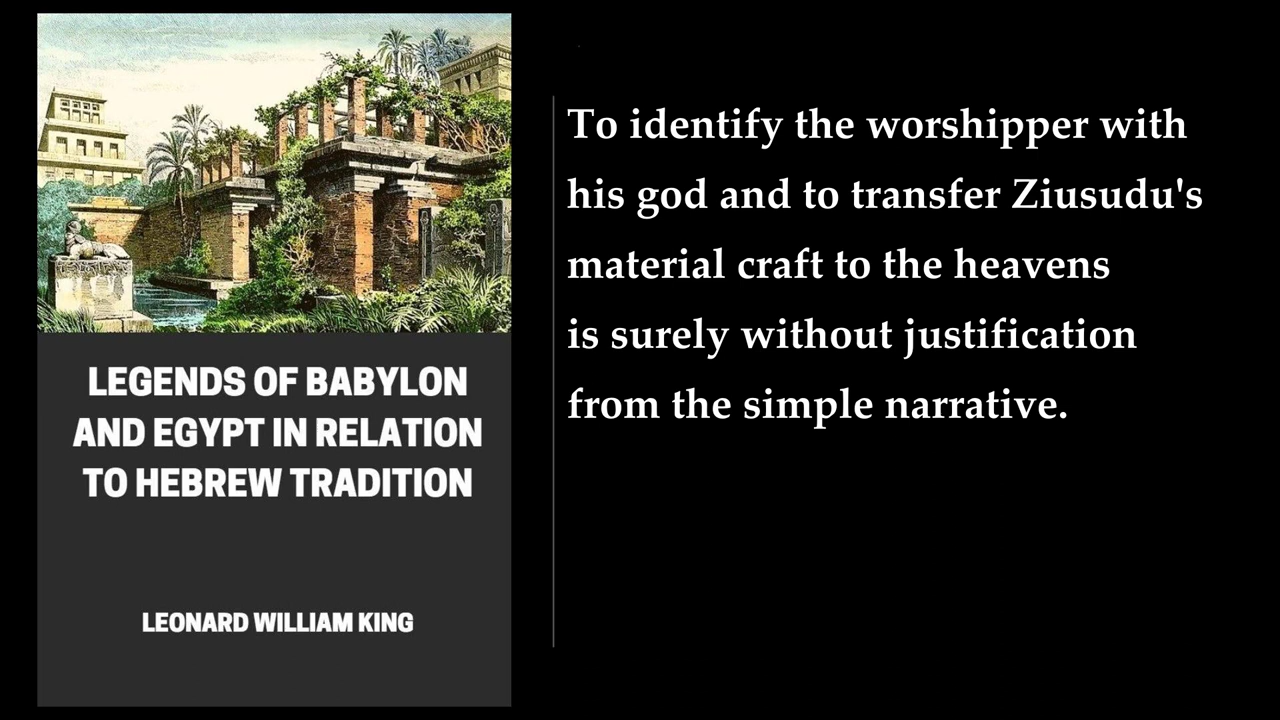 LEGENDS OF BABYLON
AND EGYPT IN RELATION
TO HEBREW TRADITION
LEONARD WILLIAM KING
To identify the worshipper with
his god and to transfer Ziusudu's
material craft to the heavens
is surely without justification
from the simple narrative.